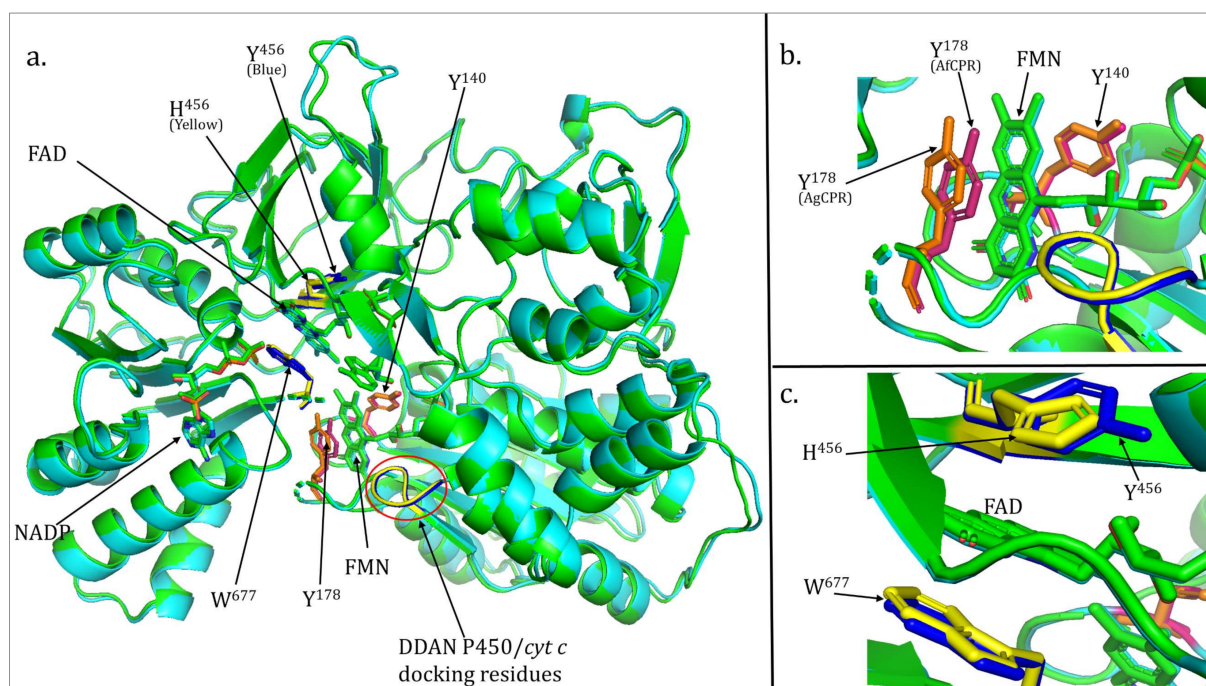 a.
Y456
(Blue)
Y140
H456
(Yellow)
FAD
NADP
W677
Y178
FMN
DDAN P450/cyt c
docking residues
b.
Y178
(AfCPR)
FMN
Y140
Y178
(AgCPR)
c.
H456
Y456
FAD
W677